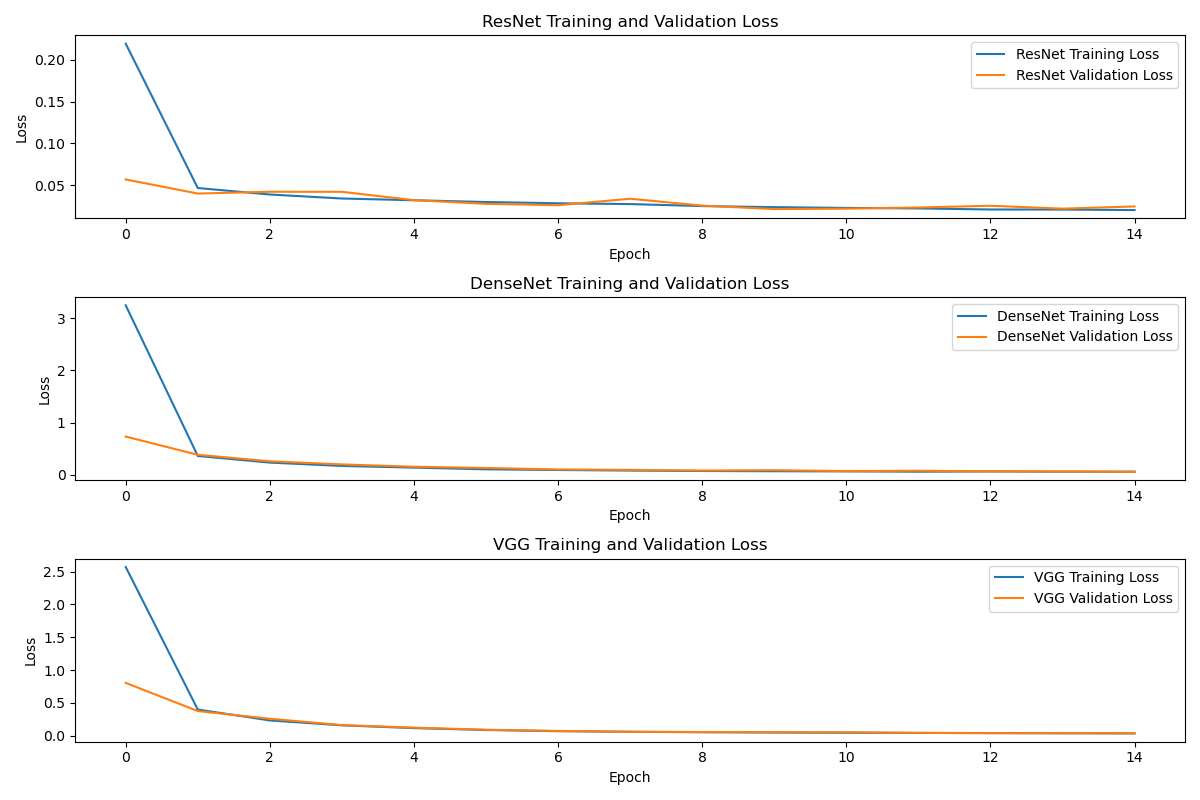 ResNet Training and Validation Loss
ResNet Training Loss
ResNet Validation Loss
0.20
0.15
0.10
0.05
Loss
0 2 4 6 8 10 12 14
Epoch
DenseNet Training and Validation Loss
DenseNet Training Loss
DenseNet Validation Loss
3
2
1
0
Loss
0 2 4 6 8 10 12 14
Epoch
VGG Training and Validation Loss
VGG Training Loss
VGG Validation Loss
2.5
2.0
1.5
1.0
0.5
0.0
Loss
0 2 4 6 8 10 12 14
Epoch